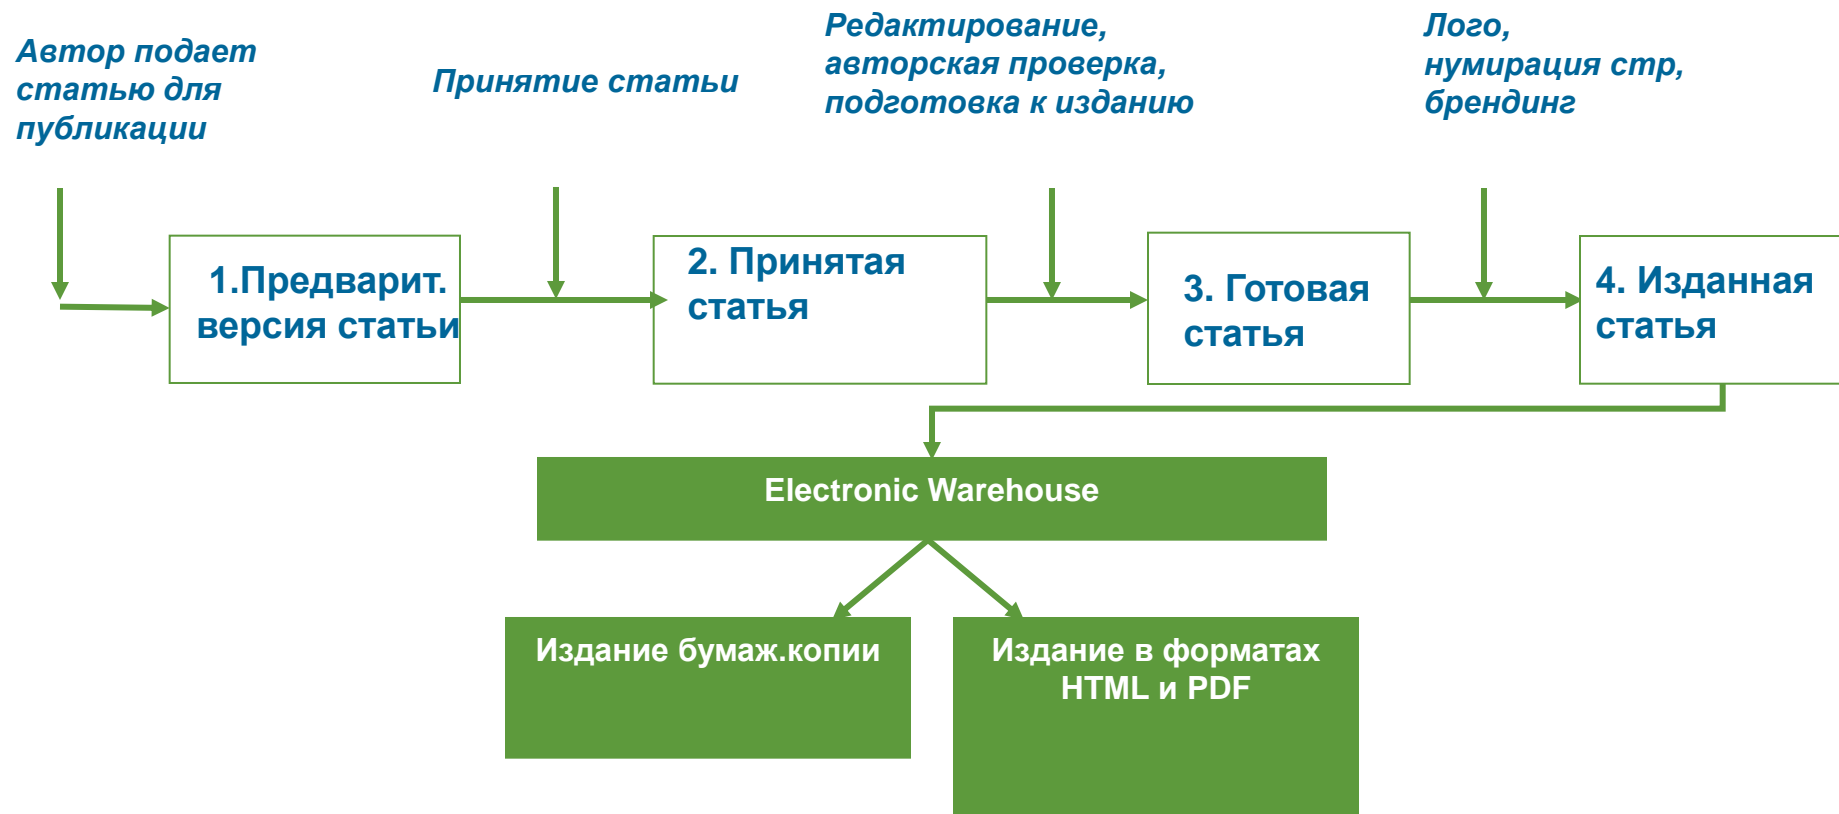 Автор подает
статью для
публикации
Принятие статьи
Редактирование,
авторская проверка,
подготовка к изданию
Лого,
нумирация стр,
брендинг
1.Предварит.
версия статьи
2. Принятая
статья
3. Готовая
статья
4. Изданная
статья
Electronic Warehouse
Издание бумаж.копии
Издание в форматах
HTML и PDF